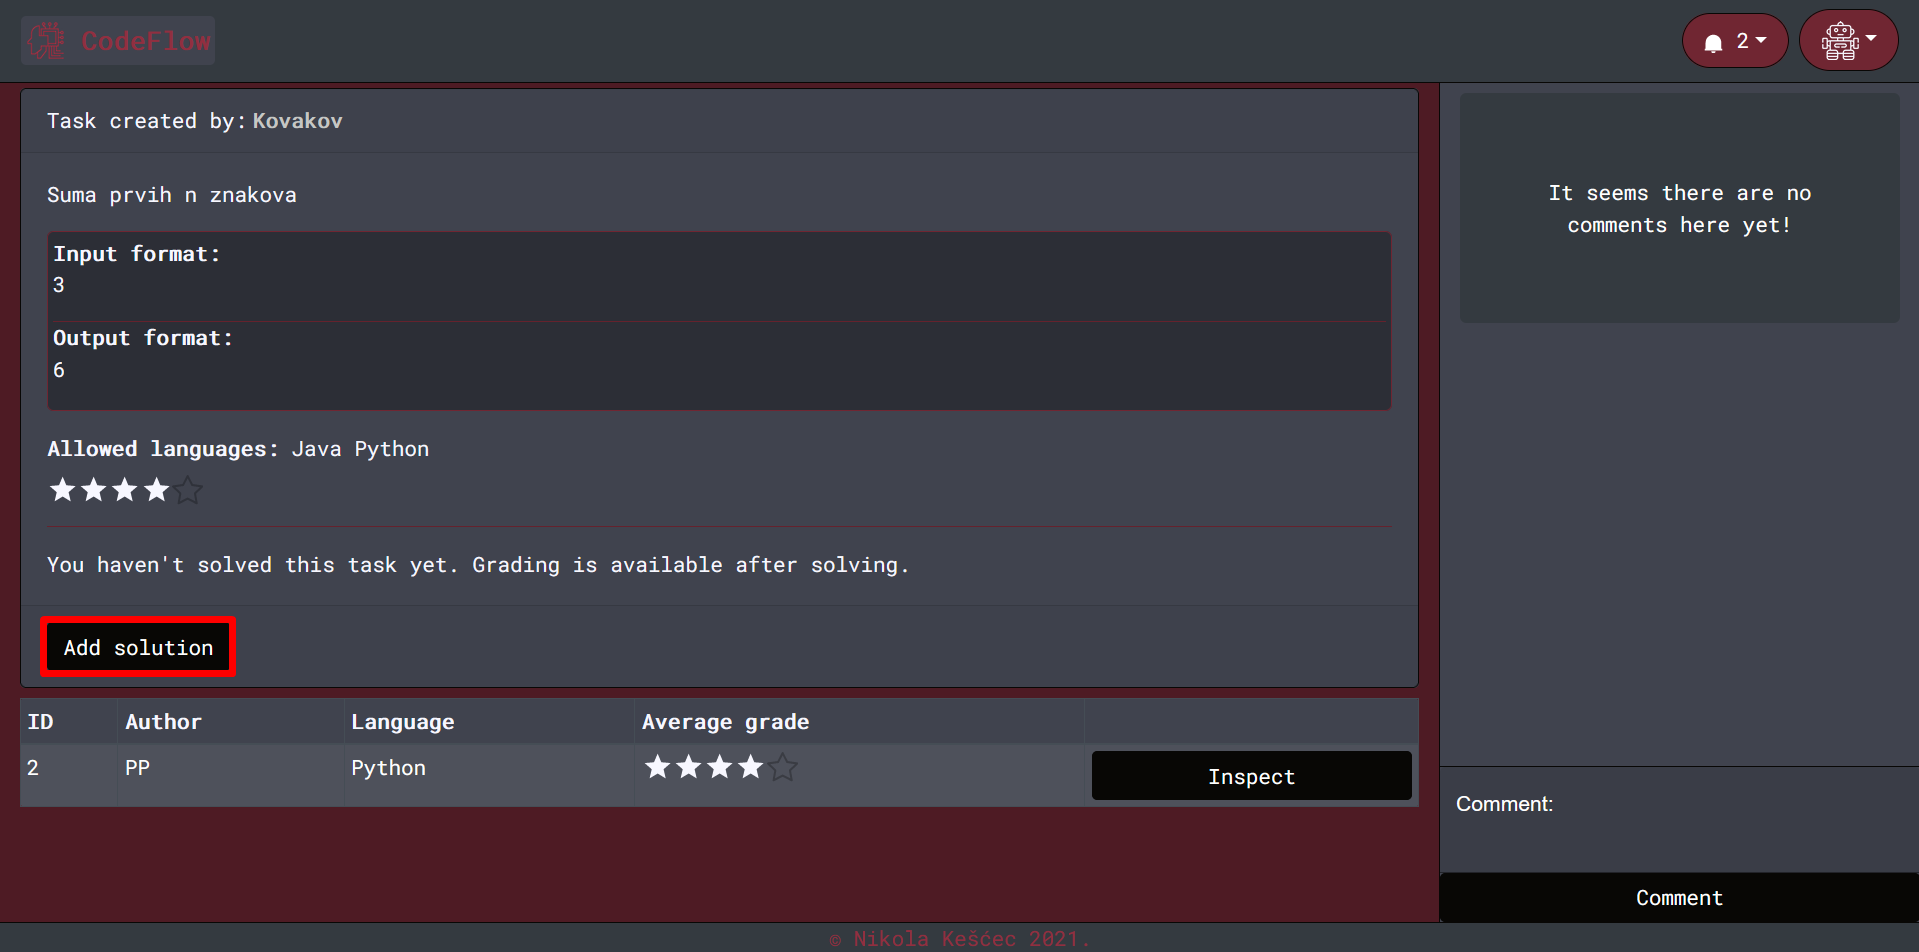 CodeFlow
2
Task created by: Kovakov
Suma prvih n znakova
Input format:
3
Output format:
6
Allowed languages: Java Python
You haven't solved this task yet. Grading is available after solving.
Add solution
ID Author Language Average grade
2 PP Python Inspect
It seems there are no
comments here yet!
Comment:
Comment
© Nikola Kešćec 2021.